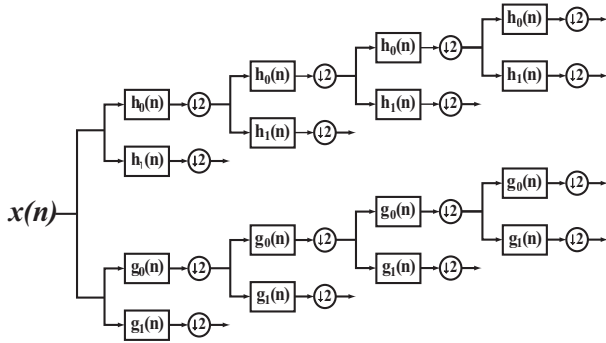 h₀(n) ↓2
h₀(n) ↓2 h₁(n) ↓2
h₀(n) ↓2 h₁(n) ↓2
h₀(n) ↓2 h₁(n) ↓2
h₁(n) ↓2
x(n)
g₀(n) ↓2
g₀(n) ↓2
g₀(n) ↓2 g₁(n) ↓2
g₀(n) ↓2 g₁(n) ↓2
g₁(n) ↓2
g₁(n) ↓2